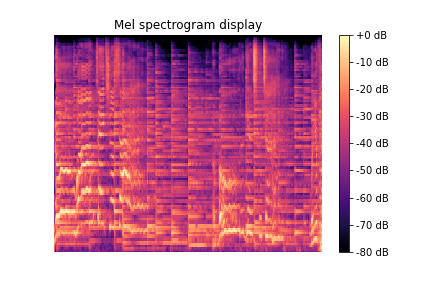 Mel spectrogram display
+0 dB
-10 dB
-20 dB
-30 dB
-40 dB
-50 dB
-60 dB
-70 dB
-80 dB